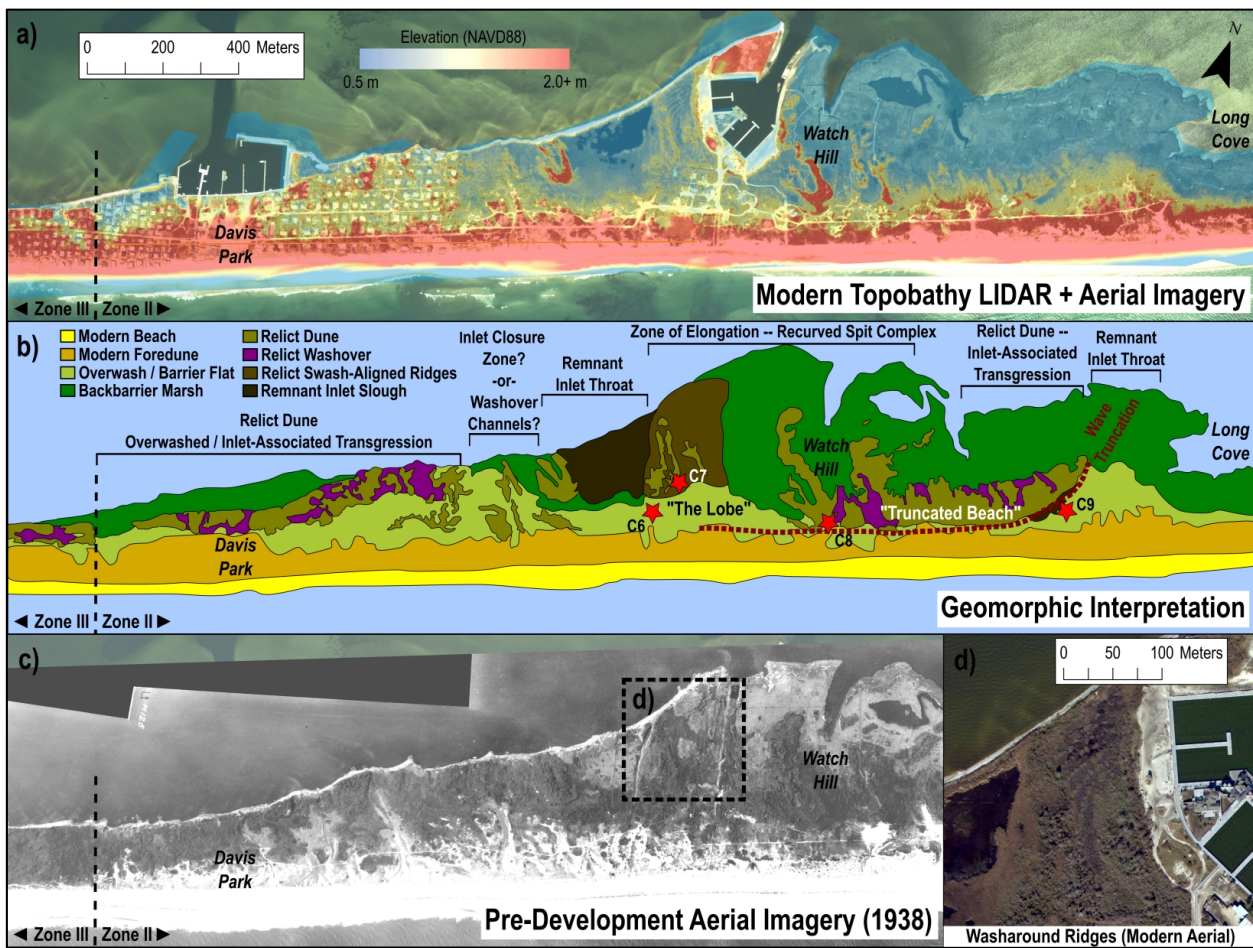 a)
0 200 400 Meters
Elevation (NAVD88)
0.5 m 2.0+ m
N
Watch
Hill
Long
Cove
Davis
Park
◄ Zone III Zone II ►
Modern Topobathy LIDAR + Aerial Imagery
b)
Modern Beach
Modern Foredune
Overwash / Barrier Flat
Backbarrier Marsh
Relict Dune
Relict Washover
Relict Swash-Aligned Ridges
Remnant Inlet Slough
Relict Dune
Overwashed / Inlet-Associated Transgression
Inlet Closure
Zone?
-or-
Washover
Channels?
Remnant
Inlet Throat
Zone of Elongation -- Recurved Spit Complex
Relict Dune --
Inlet-Associated
Transgression
Remnant
Inlet Throat
Wave
Truncation
Long
Cove
Watch
Hill
C7
"The Lobe"
C6
"Truncated Beach"
C8
C9
Davis
Park
◄ Zone III Zone II ►
Geomorphic Interpretation
c)
d)
Watch
Hill
Davis
Park
◄ Zone III Zone II ►
Pre-Development Aerial Imagery (1938)
d)
0 50 100 Meters
Washaround Ridges (Modern Aerial)